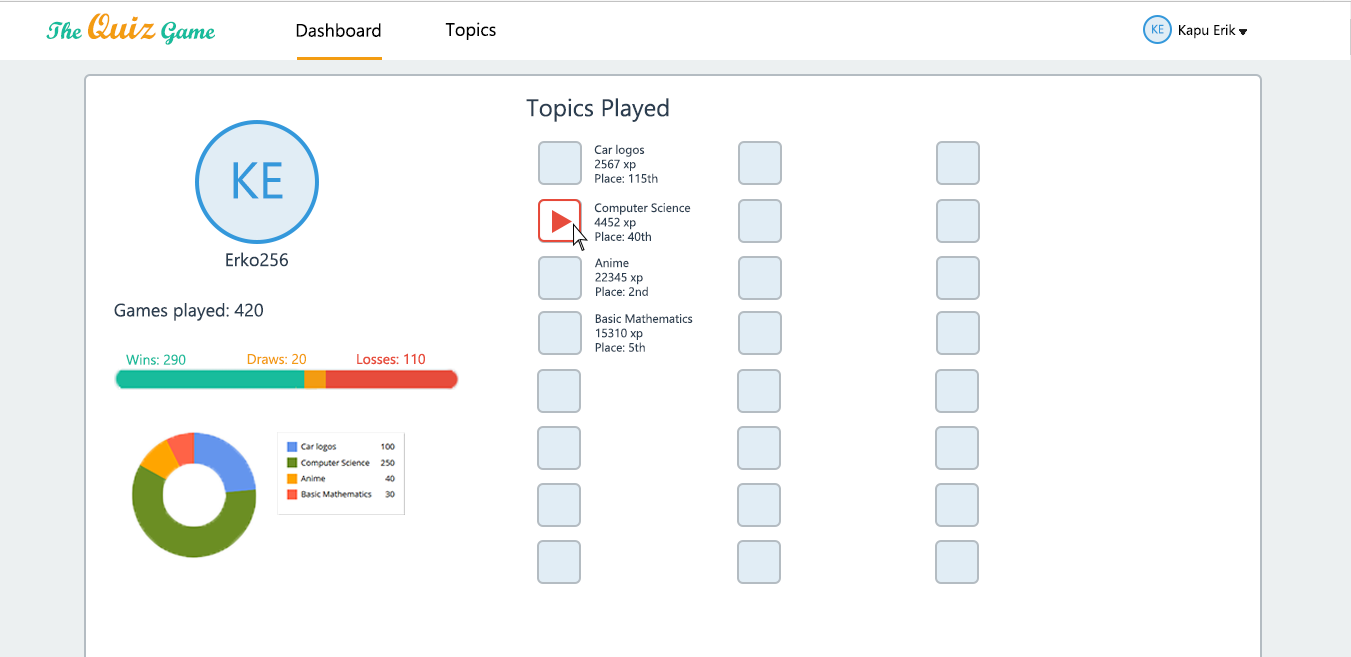 The Quiz Game
Dashboard
Topics
KE
Kapu Erik
KE
Erko256
Games played: 420
Wins: 290
Draws: 20
Losses: 110
Car logos 100
Computer Science 250
Anime 40
Basic Mathematics 30
Topics Played
Car logos
2567 xp
Place: 115th
Computer Science
4452 xp
Place: 40th
Anime
22345 xp
Place: 2nd
Basic Mathematics
15310 xp
Place: 5th